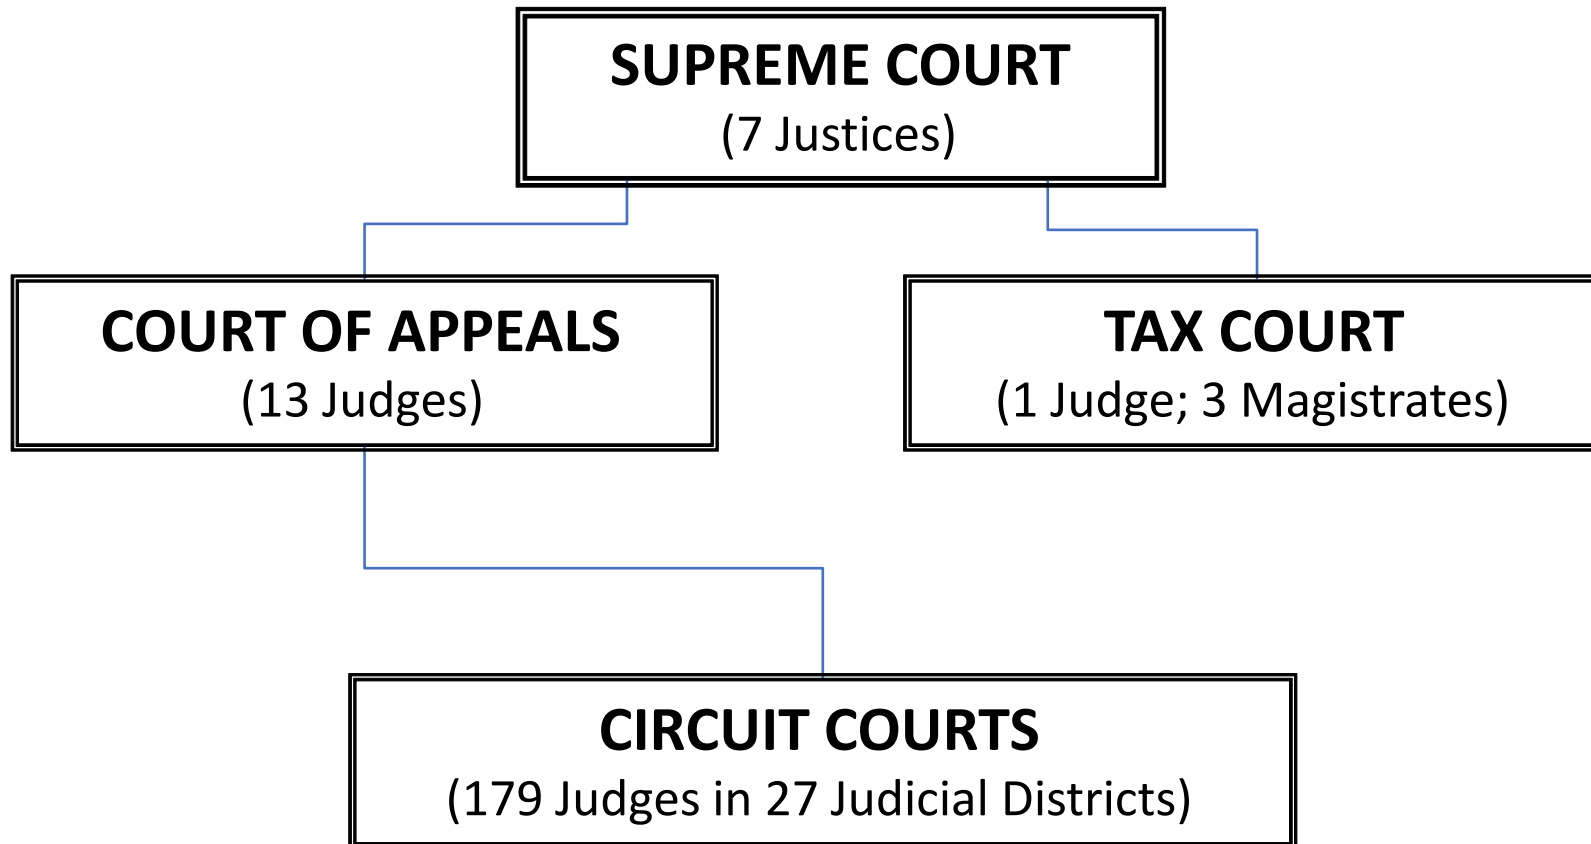 SUPREME COURT
(7 Justices)
COURT OF APPEALS
(13 Judges)
TAX COURT
(1 Judge; 3 Magistrates)
CIRCUIT COURTS
(179 Judges in 27 Judicial Districts)